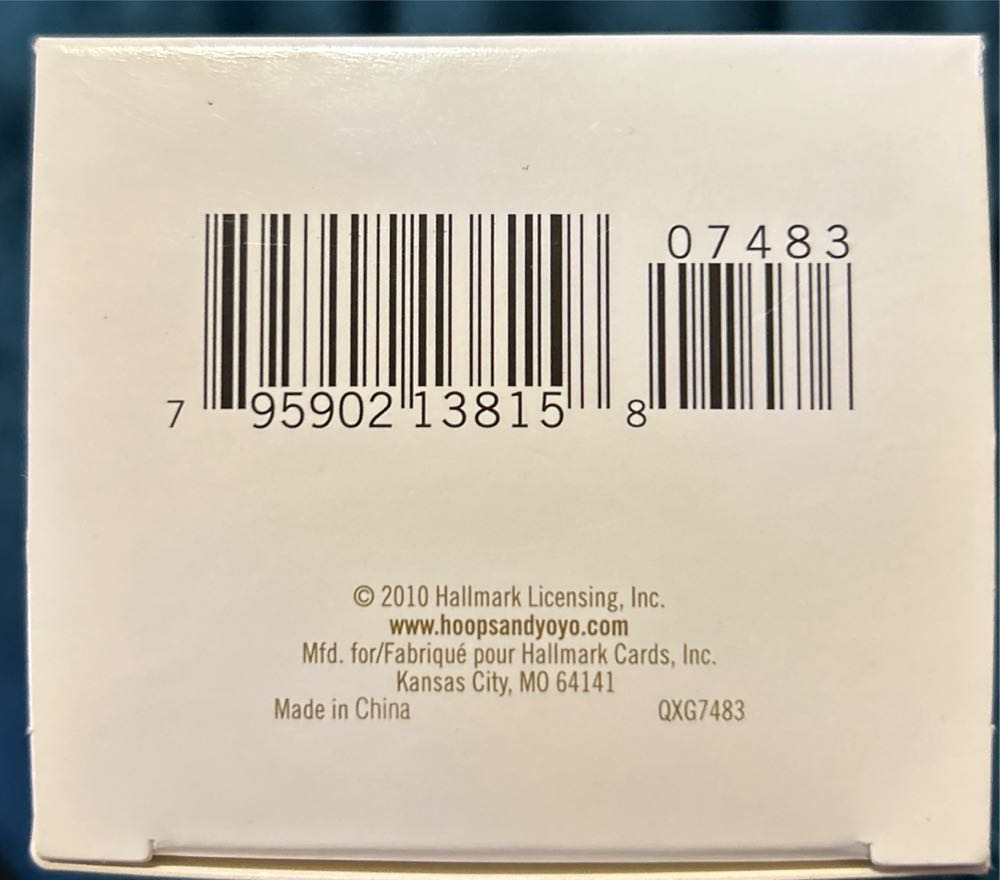 07483
7 95902 13815 8
© 2010 Hallmark Licensing, Inc.
www.hoopsandyoyo.com
Mfd. for/Fabriqué pour Hallmark Cards, Inc.
Kansas City, MO 64141
Made in China QXG7483